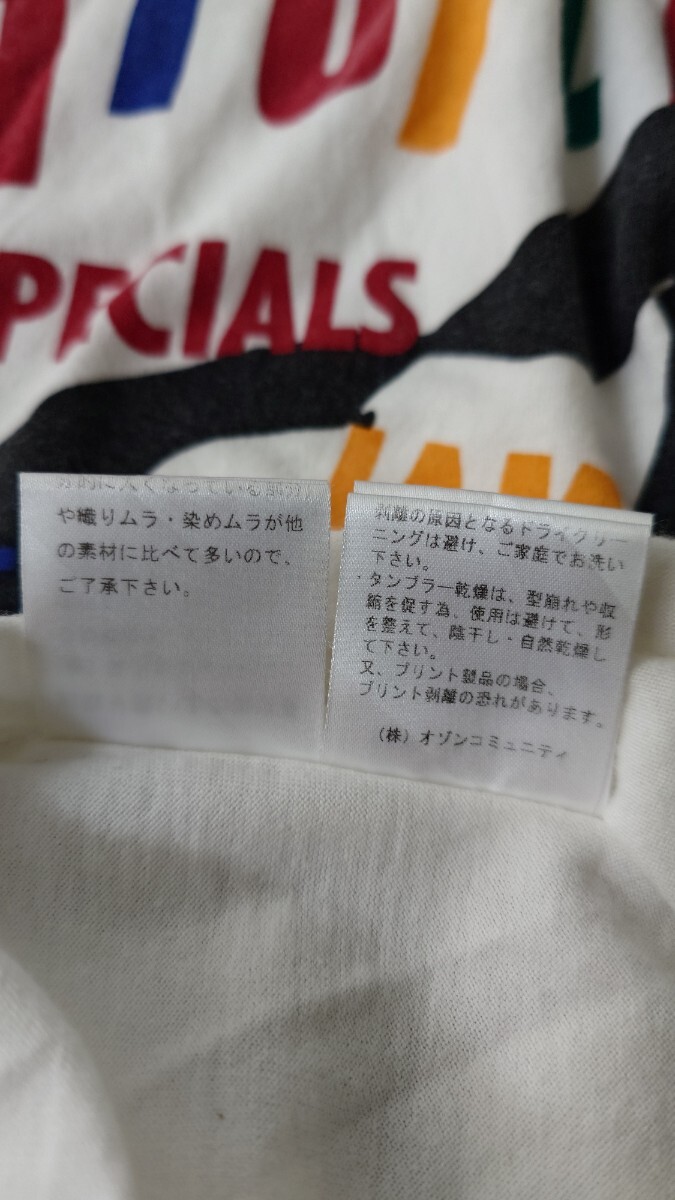 PECIALS
や織りムラ・染めムラが他
の素材に比べて多いので、
ご了承下さい。
剥離の原因となるドライクリー
ニングは避け、ご家庭でお洗い
下さい。
・タンブラー乾燥は、型崩れや収
縮を促す為、使用は避けて、形
を整えて、陰干し・自然乾燥し
て下さい。
又、プリント製品の場合、
プリント剥離の恐れがあります。
(株)オゾンコミュニティ